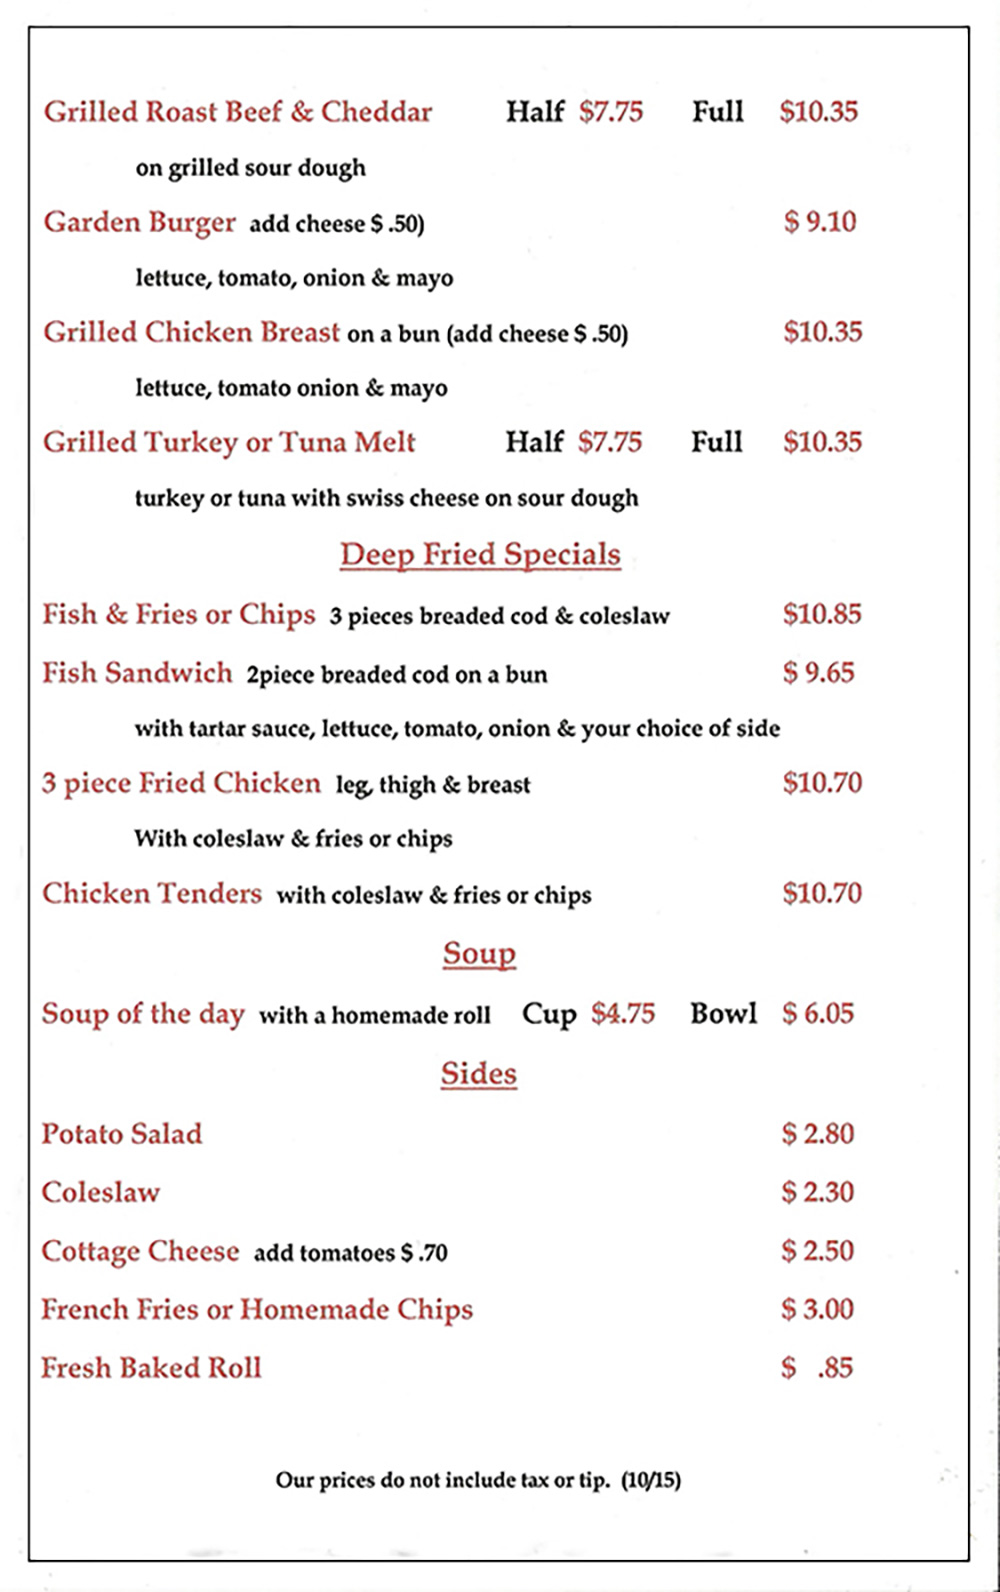 Grilled Roast Beef & Cheddar Half $7.75 Full $10.35
on grilled sour dough
Garden Burger add cheese $ .50) $ 9.10
lettuce, tomato, onion & mayo
Grilled Chicken Breast on a bun (add cheese $ .50) $10.35
lettuce, tomato onion & mayo
Grilled Turkey or Tuna Melt Half $7.75 Full $10.35
turkey or tuna with swiss cheese on sour dough
Deep Fried Specials
Fish & Fries or Chips 3 pieces breaded cod & coleslaw $10.85
Fish Sandwich 2piece breaded cod on a bun $ 9.65
with tartar sauce, lettuce, tomato, onion & your choice of side
3 piece Fried Chicken leg, thigh & breast $10.70
With coleslaw & fries or chips
Chicken Tenders with coleslaw & fries or chips $10.70
Soup
Soup of the day with a homemade roll Cup $4.75 Bowl $ 6.05
Sides
Potato Salad $ 2.80
Coleslaw $ 2.30
Cottage Cheese add tomatoes $ .70 $ 2.50
French Fries or Homemade Chips $ 3.00
Fresh Baked Roll $ .85
Our prices do not include tax or tip. (10/15)